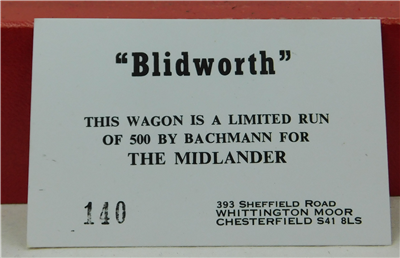 “Blidworth”
THIS WAGON IS A LIMITED RUN
OF 500 BY BACHMANN FOR
THE MIDLANDER
140
393 SHEFFIELD ROAD
WHITTINGTON MOOR
CHESTERFIELD S41 8LS